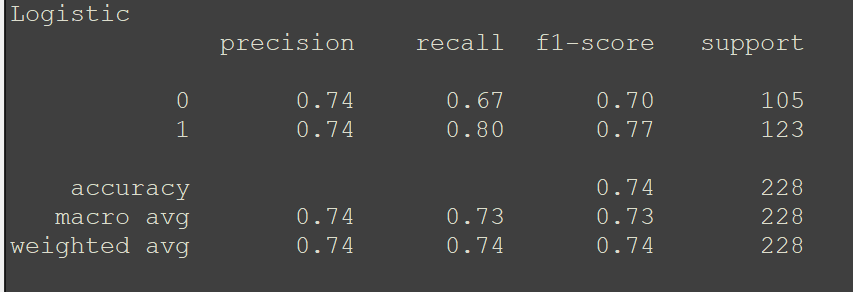 Logistic
precision recall f1-score support
0 0.74 0.67 0.70 105
1 0.74 0.80 0.77 123
accuracy 0.74 228
macro avg 0.74 0.73 0.73 228
weighted avg 0.74 0.74 0.74 228